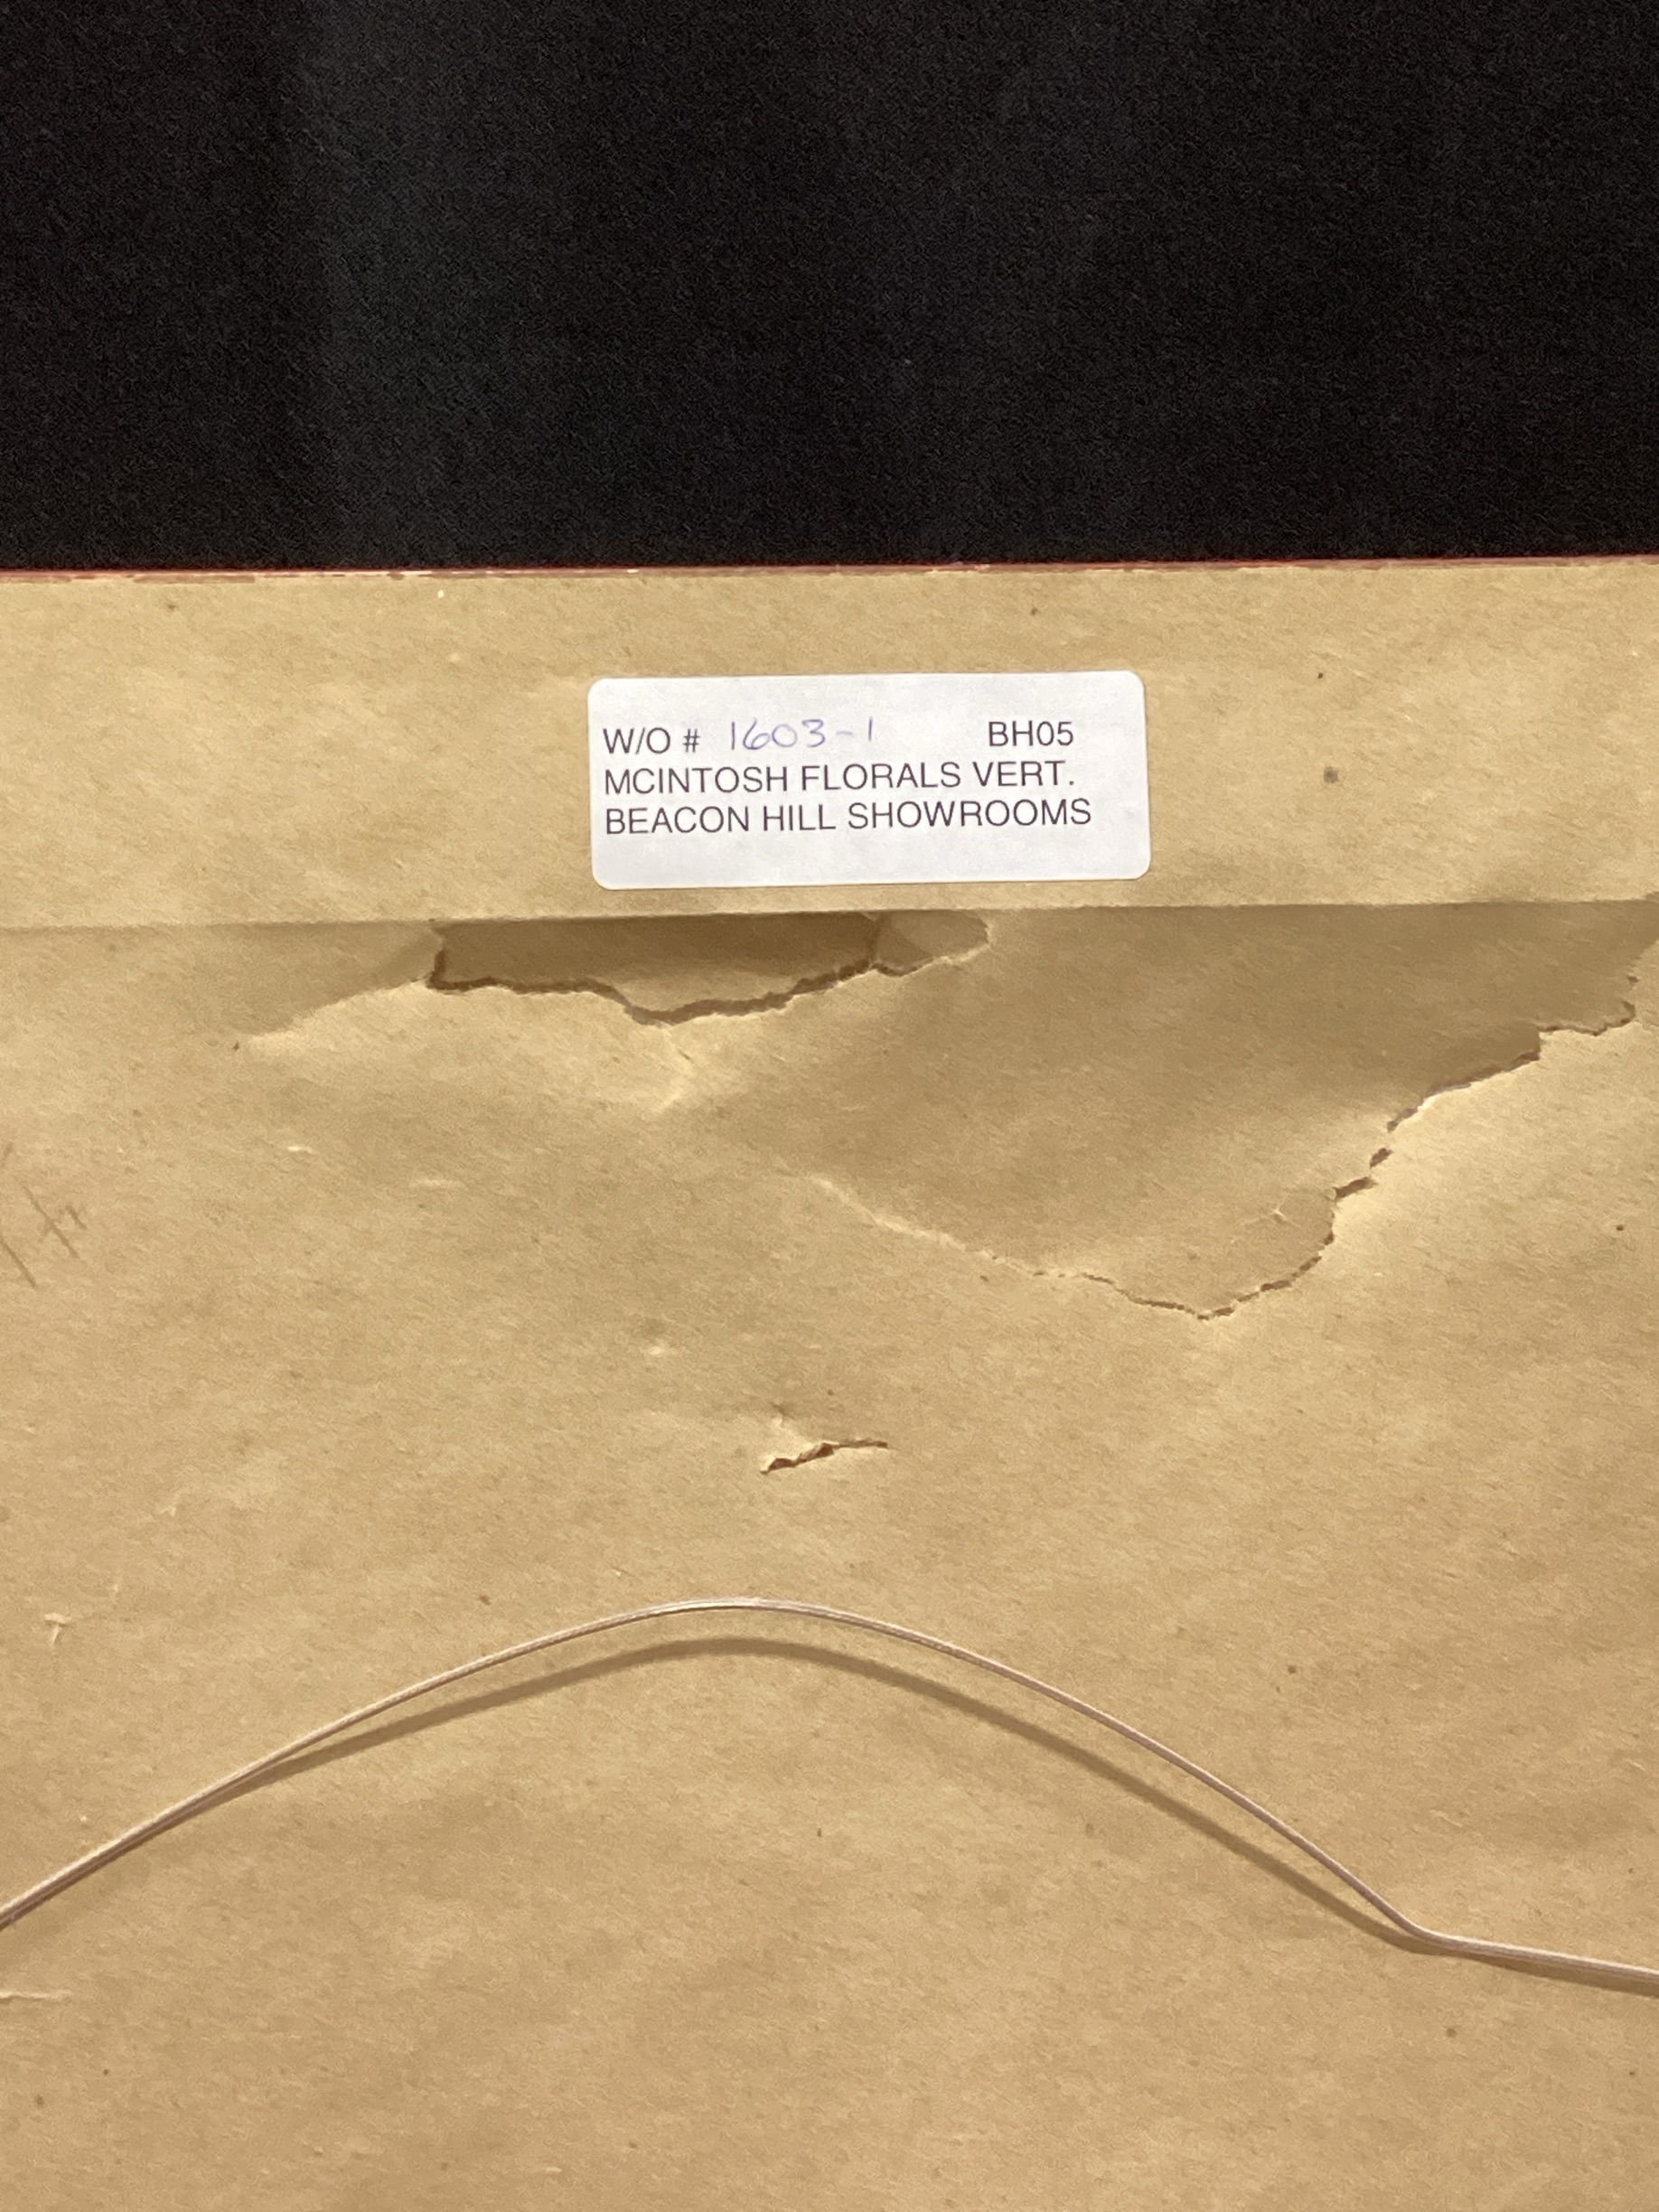 W/O # 1603-1 BH05
MCINTOSH FLORALS VERT.
BEACON HILL SHOWROOMS